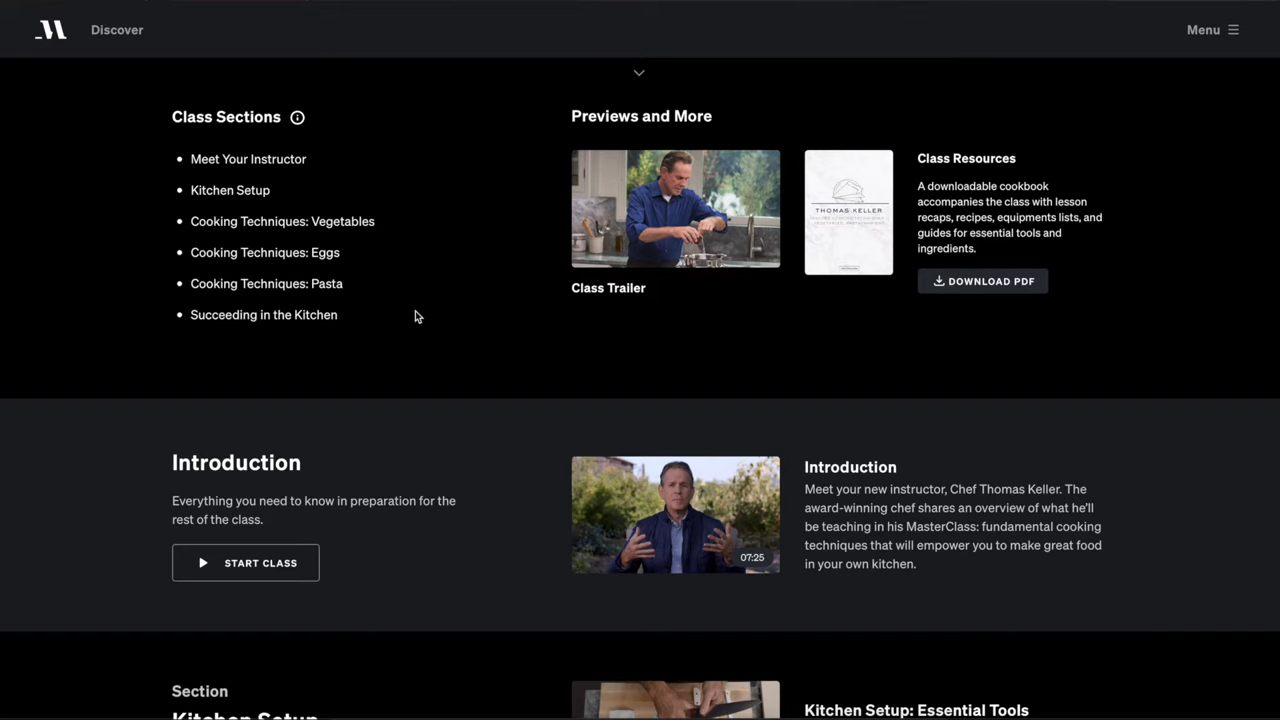 Discover
Menu
Class Sections
Meet Your Instructor
Kitchen Setup
Cooking Techniques: Vegetables
Cooking Techniques: Eggs
Cooking Techniques: Pasta
Succeeding in the Kitchen
Previews and More
Class Trailer
THOMAS KELLER
Class Resources
A downloadable cookbook
accompanies the class with lesson
recaps, recipes, equipments lists, and
guides for essential tools and
ingredients.
DOWNLOAD PDF
Introduction
Everything you need to know in preparation for the
rest of the class.
START CLASS
07:25
Introduction
Meet your new instructor, Chef Thomas Keller. The
award-winning chef shares an overview of what he'll
be teaching in his MasterClass: fundamental cooking
techniques that will empower you to make great food
in your own kitchen.
Section
Kitchen Setup
Kitchen Setup: Essential Tools